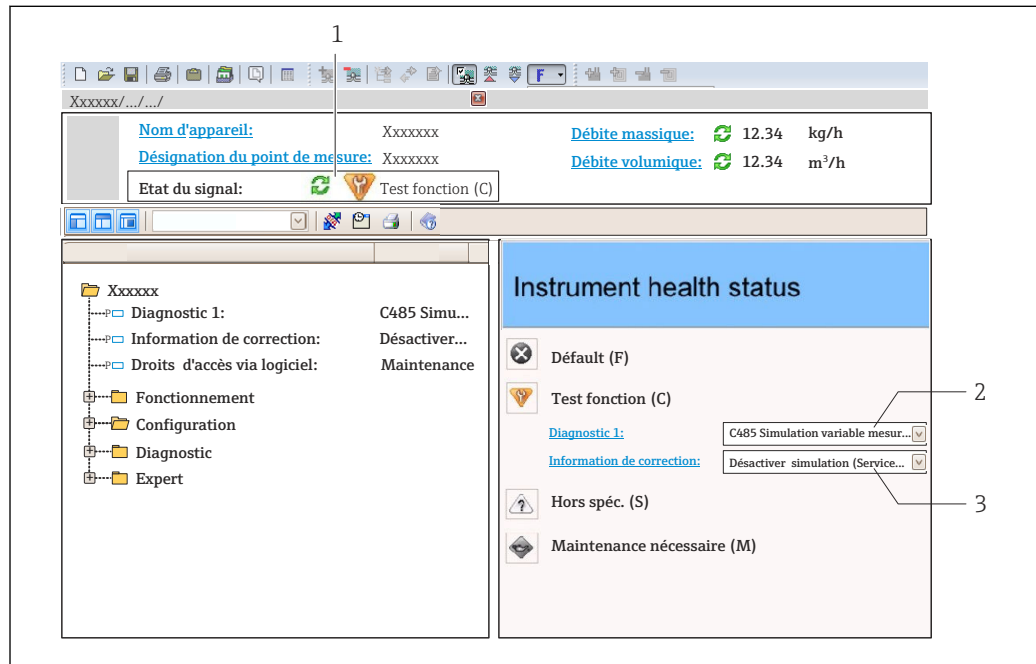 1
F
Xxxxxx/.../.../
Nom d'appareil: Xxxxxxx Débite massique: 12.34 kg/h
Désignation du point de mesure: Xxxxxxx Débite volumique: 12.34 m³/h
Etat du signal: Test fonction (C)
Xxxxxx
P Diagnostic 1: C485 Simu...
P Information de correction: Désactiver...
P Droits d'accès via logiciel: Maintenance
Fonctionnement
Configuration
Diagnostic
Expert
Instrument health status
Défault (F)
Test fonction (C)
2
Diagnostic 1: C485 Simulation variable mesur...
Information de correction: Désactiver simulation (Service...
3
Hors spéc. (S)
Maintenance nécessaire (M)